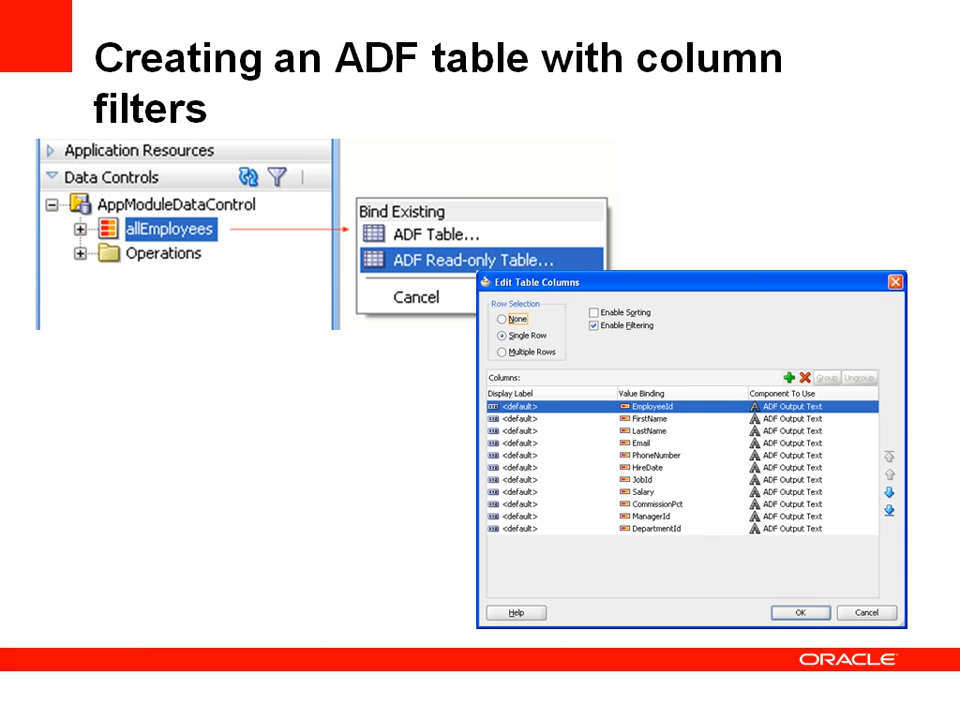 Creating an ADF table with column
filters
Application Resources
Data Controls
AppModuleDataControl
allEmployees
Operations
Bind Existing
ADF Table...
ADF Read-only Table...
Cancel
Edit Table Columns
Row Selection
None
Single Row
Multiple Rows
Enable Sorting
Enable Filtering
Columns:
Group Ungroup
Display Label Value Binding Component To Use
<default> EmployeeId ADF Output Text
<default> FirstName ADF Output Text
<default> LastName ADF Output Text
<default> Email ADF Output Text
<default> PhoneNumber ADF Output Text
<default> HireDate ADF Output Text
<default> JobId ADF Output Text
<default> Salary ADF Output Text
<default> CommissionPct ADF Output Text
<default> ManagerId ADF Output Text
<default> DepartmentId ADF Output Text
Help OK Cancel
ORACLE